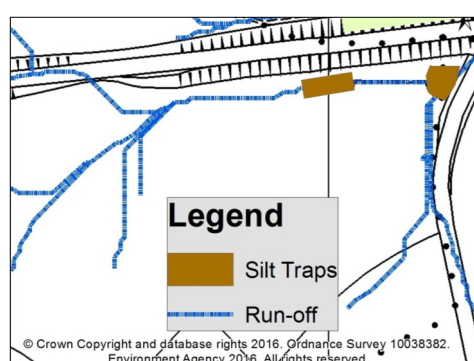 Legend
Silt Traps
Run-off
© Crown Copyright and database rights 2016. Ordnance Survey 10038382.
Environment Agency 2016. All rights reserved